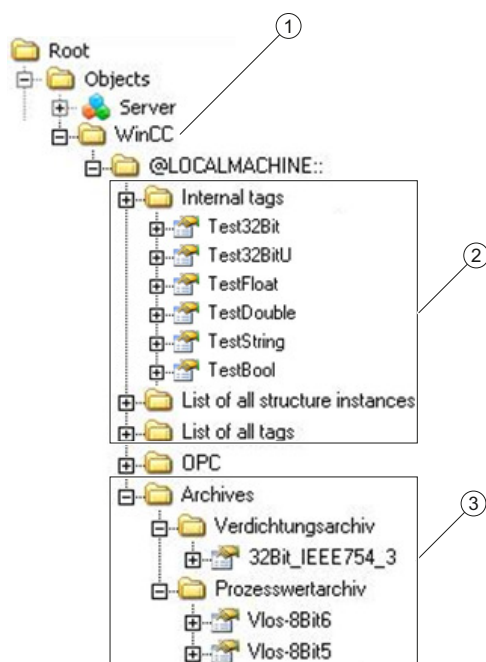 1
Root
Objects
Server
WinCC
@LOCALMACHINE::
Internal tags
Test32Bit
Test32BitU
TestFloat
2
TestDouble
TestString
TestBool
List of all structure instances
List of all tags
OPC
Archives
3
Verdichtungsarchiv
32Bit_IEEE754_3
Prozesswertarchiv
Vlos-8Bit6
Vlos-8Bit5